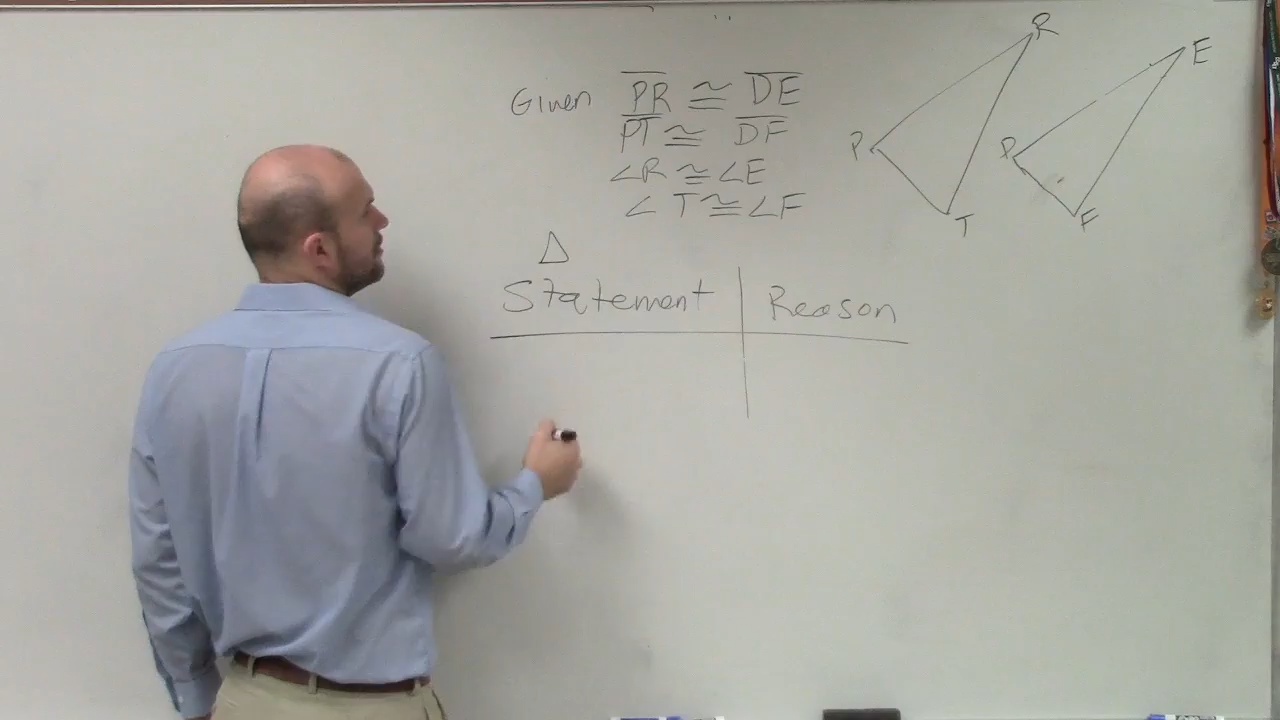 Given PR ≅ DE
PT ≅ DF
∠R ≅ ∠E
∠T ≅ ∠F
Δ
Statement Reason
R
E
P
T
F